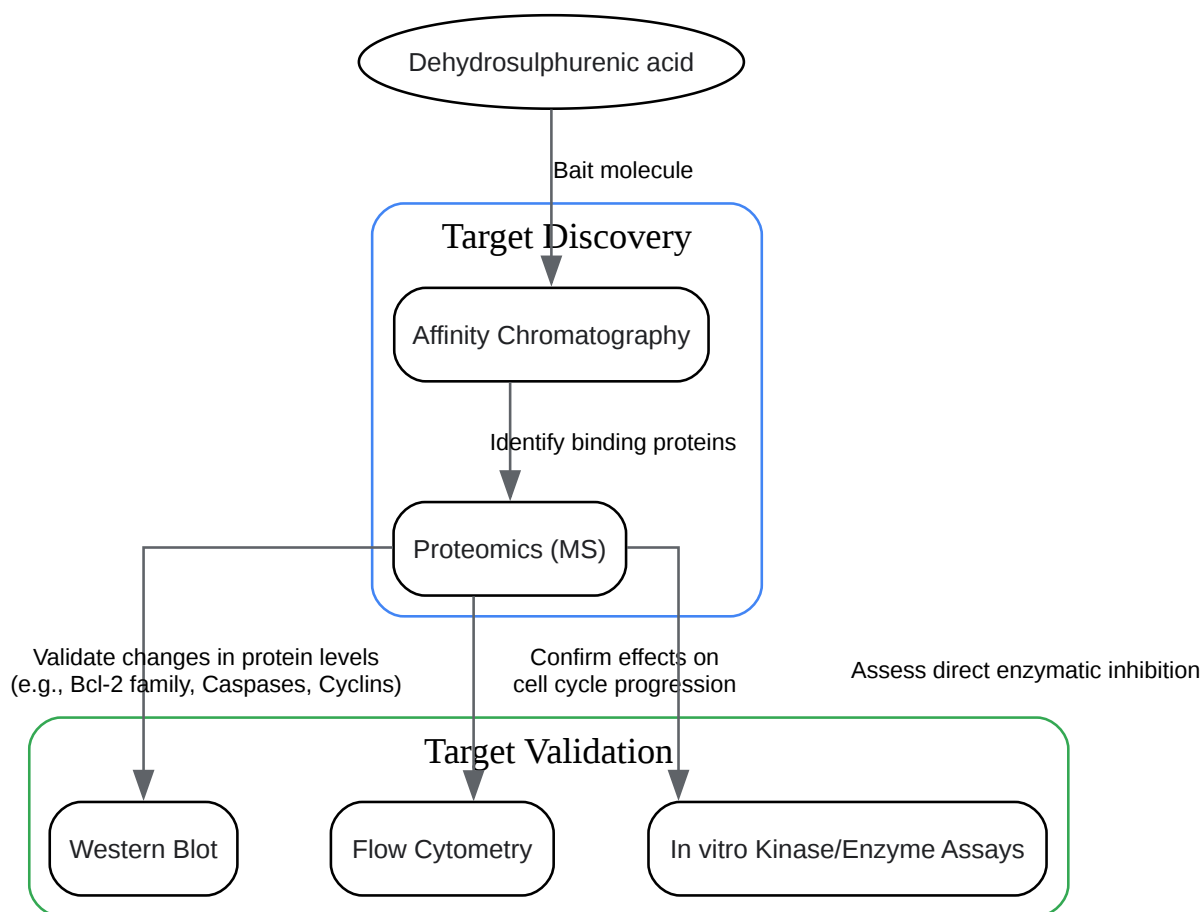 Dehydrosulphurenic acid
Bait molecule
Target Discovery
Affinity Chromatography
Identify binding proteins
Proteomics (MS)
Validate changes in protein levels
(e.g., Bcl-2 family, Caspases, Cyclins)
Confirm effects on
cell cycle progression
Assess direct enzymatic inhibition
Target Validation
Western Blot
Flow Cytometry
In vitro Kinase/Enzyme Assays